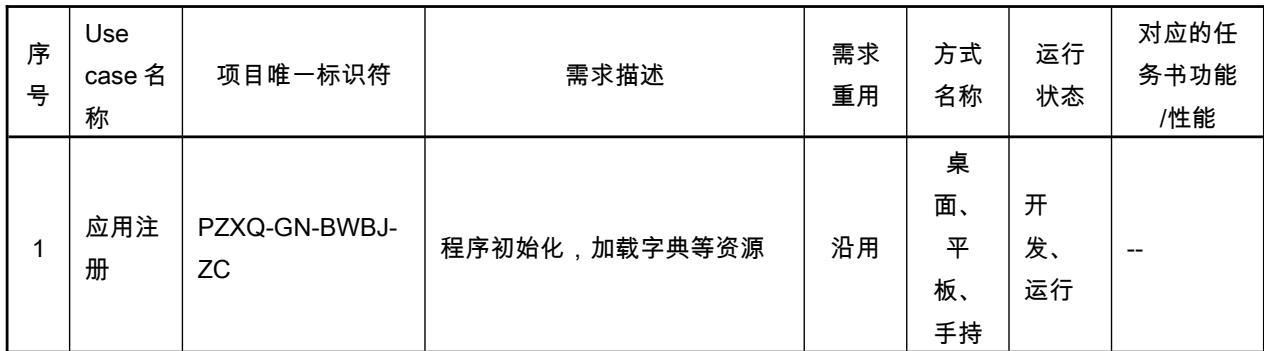 序号
Use case 名称
项目唯一标识符
需求描述
需求重用
方式名称
运行状态
对应的任务书功能/性能
1
应用注册
PZXQ-GN-BWBJ-ZC
程序初始化，加载字典等资源
沿用
桌面、平板、手持
开发、运行
--